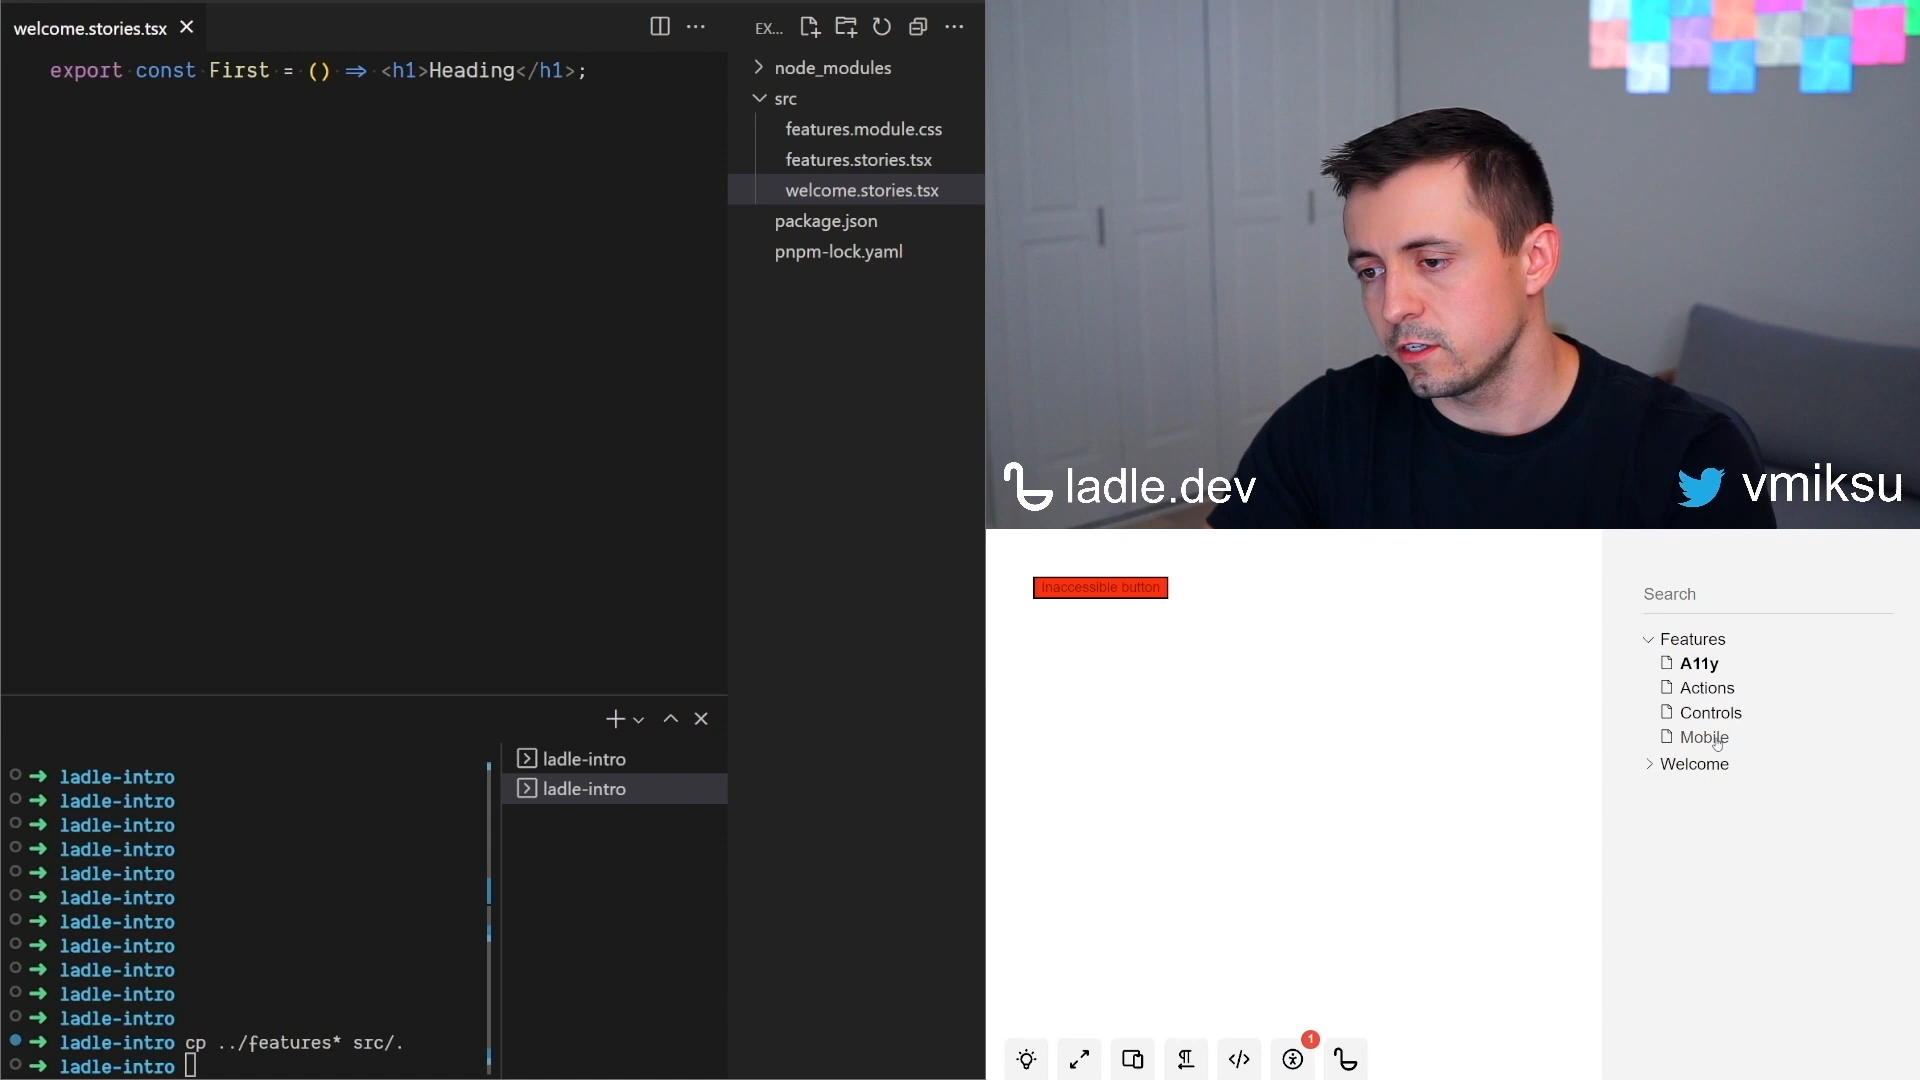 welcome.stories.tsx
export const First = () ⇒ <h1>Heading</h1>;
EX...
node_modules
src
features.module.css
features.stories.tsx
welcome.stories.tsx
package.json
pnpm-lock.yaml
ladle-intro
ladle-intro
ladle-intro
ladle-intro
ladle-intro
ladle-intro
ladle-intro
ladle-intro
ladle-intro
ladle-intro
ladle-intro
ladle-intro cp ../features* src/.
ladle-intro
ladle-intro
ladle-intro
ladle.dev
vmiksu
Inaccessible button
Search
Features
A11y
Actions
Controls
Mobile
Welcome
1